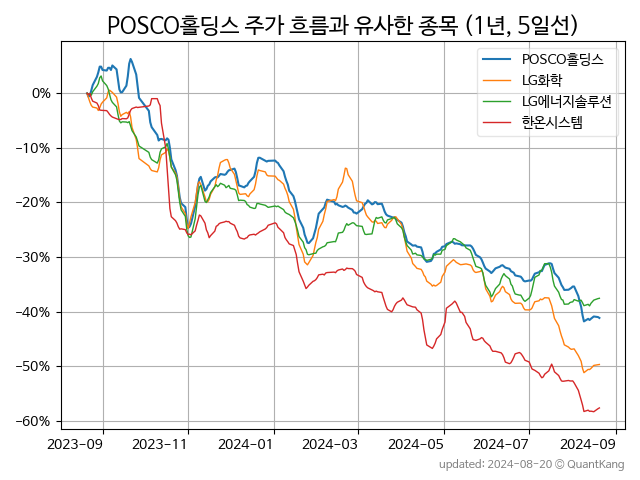 POSCO홀딩스 주가 흐름과 유사한 종목 (1년, 5일선)
POSCO홀딩스
LG화학
LG에너지솔루션
한온시스템
0%
−10%
−20%
−30%
−40%
−50%
−60%
2023-09 2023-11 2024-01 2024-03 2024-05 2024-07 2024-09
updated: 2024-08-20 © QuantKang